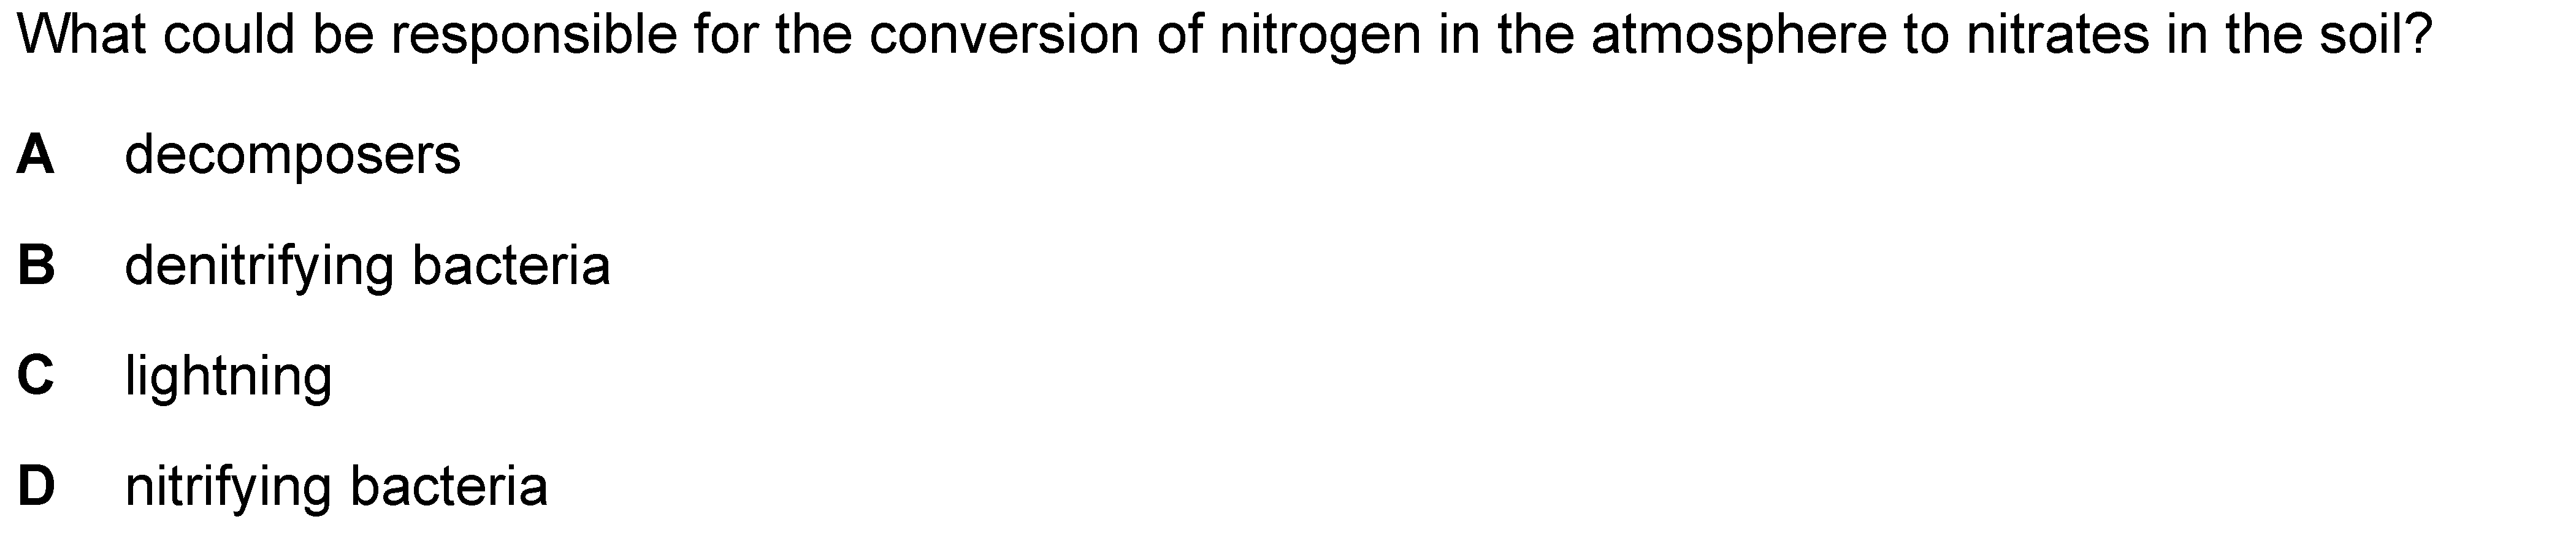 What could be responsible for the conversion of nitrogen in the atmosphere to nitrates in the soil?
A decomposers
B denitrifying bacteria
C lightning
D nitrifying bacteria